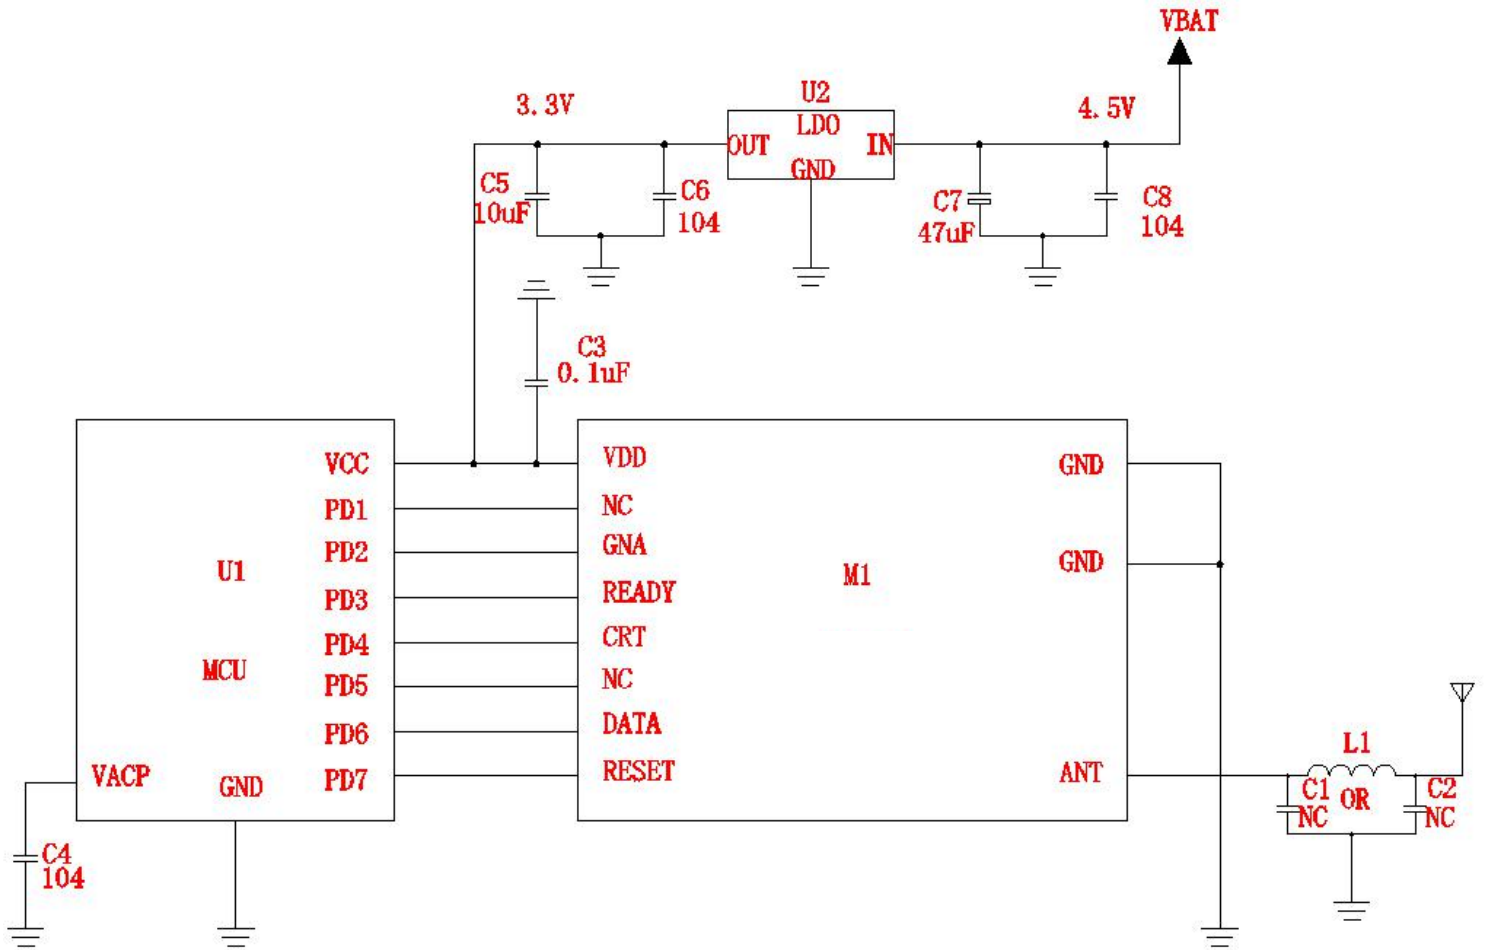 VBAT
3.3V
U2
4.5V
LDO
OUT
IN
GND
C5
10uF
C6
104
C7
47uF
C8
104
C3
0.1uF
VCC
PD1
PD2
PD3
PD4
PD5
PD6
PD7
U1
MCU
VACP
GND
C4
104
VDD
NC
GNA
READY
CRT
NC
DATA
RESET
M1
GND
GND
ANT
L1
0R
C1
NC
C2
NC